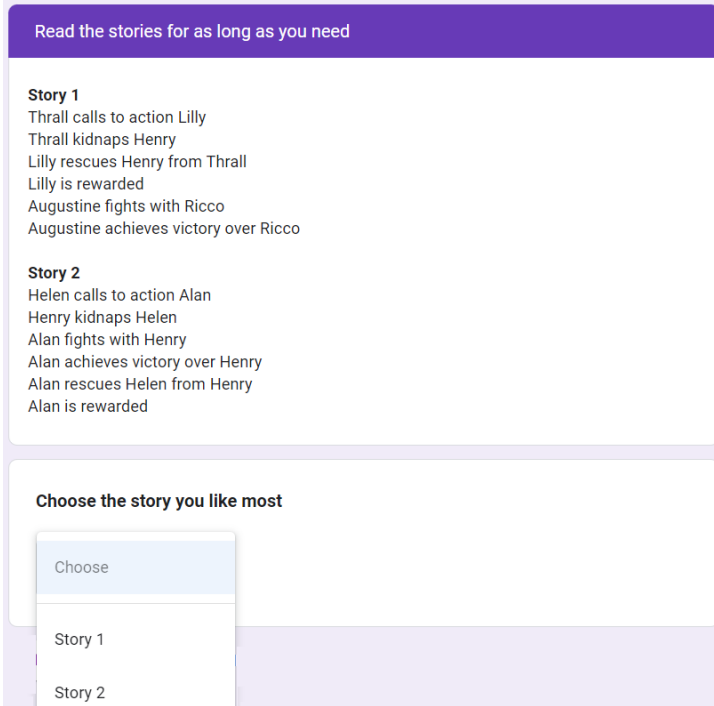 Read the stories for as long as you need
Story 1
Thrall calls to action Lilly
Thrall kidnaps Henry
Lilly rescues Henry from Thrall
Lilly is rewarded
Augustine fights with Ricco
Augustine achieves victory over Ricco
Story 2
Helen calls to action Alan
Henry kidnaps Helen
Alan fights with Henry
Alan achieves victory over Henry
Alan rescues Helen from Henry
Alan is rewarded
Choose the story you like most
Choose
Story 1
Story 2